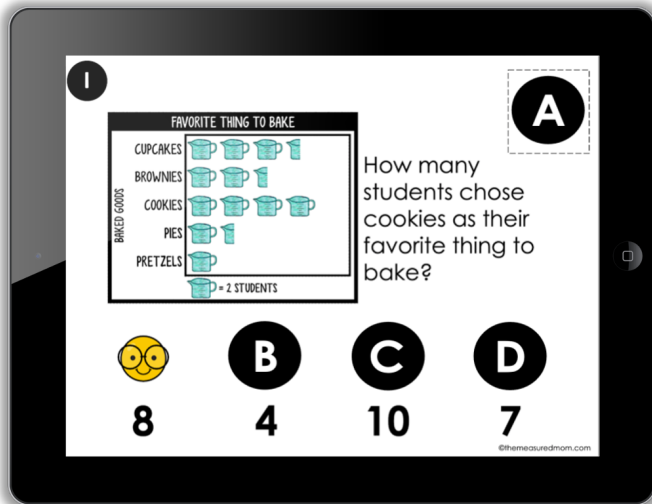 1
A
FAVORITE THING TO BAKE
BAKED GOODS
CUPCAKES
BROWNIES
COOKIES
PIES
PRETZELS
= 2 STUDENTS
How many
students chose
cookies as their
favorite thing to
bake?
B
C
D
8
4
10
7
©themeasuredmom.com